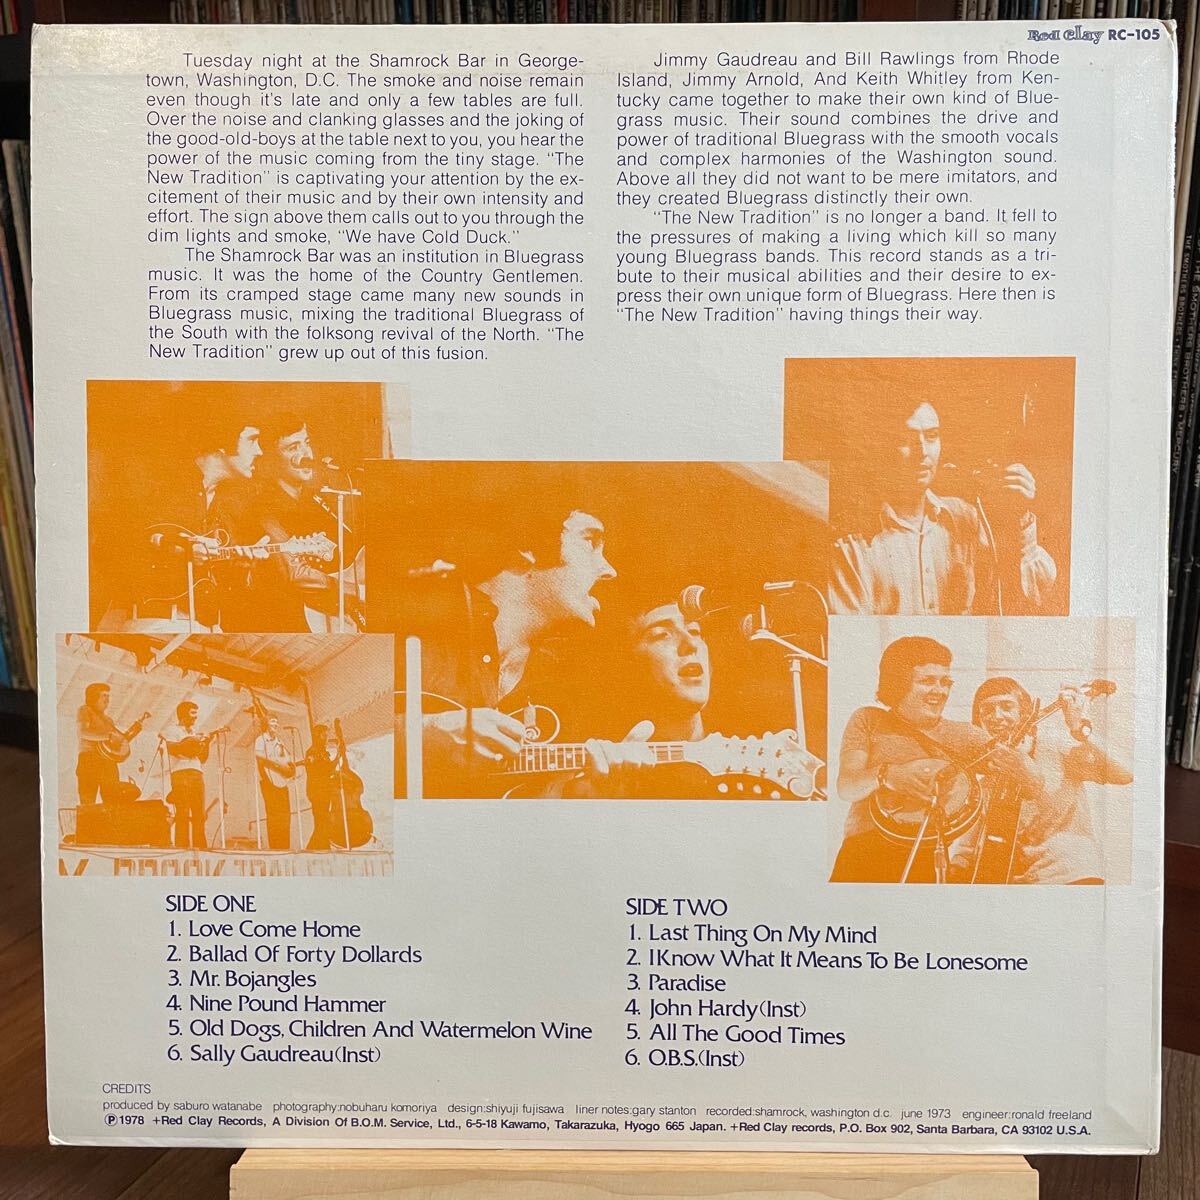 Red Clay RC-105
Tuesday night at the Shamrock Bar in George-
town, Washington, D.C. The smoke and noise remain
even though it's late and only a few tables are full.
Over the noise and clanking glasses and the joking of
the good-old-boys at the table next to you, you hear the
power of the music coming from the tiny stage. "The
New Tradition" is captivating your attention by the ex-
citement of their music and by their own intensity and
effort. The sign above them calls out to you through the
dim lights and smoke, "We have Cold Duck."
The Shamrock Bar was an institution in Bluegrass
music. It was the home of the Country Gentlemen.
From its cramped stage came many new sounds in
Bluegrass music, mixing the traditional Bluegrass of
the South with the folksong revival of the North. "The
New Tradition" grew up out of this fusion.
Jimmy Gaudreau and Bill Rawlings from Rhode
Island, Jimmy Arnold, And Keith Whitley from Ken-
tucky came together to make their own kind of Blue-
grass music. Their sound combines the drive and
power of traditional Bluegrass with the smooth vocals
and complex harmonies of the Washington sound.
Above all they did not want to be mere imitators, and
they created Bluegrass distinctly their own.
"The New Tradition" is no longer a band. It fell to
the pressures of making a living which kill so many
young Bluegrass bands. This record stands as a tri-
bute to their musical abilities and their desire to ex-
press their own unique form of Bluegrass. Here then is
"The New Tradition" having things their way.
SIDE ONE
1. Love Come Home
2. Ballad Of Forty Dollards
3. Mr. Bojangles
4. Nine Pound Hammer
5. Old Dogs, Children And Watermelon Wine
6. Sally Gaudreau(Inst)
SIDE TWO
1. Last Thing On My Mind
2. I Know What It Means To Be Lonesome
3. Paradise
4. John Hardy(Inst)
5. All The Good Times
6. O.B.S.(Inst)
CREDITS
produced by saburo watanabe photography:nobuharu komoriya design:shiyuji fujisawa liner notes:gary stanton recorded:shamrock, washington d.c. june 1973 engineer:ronald freeland
Ⓟ1978 +Red Clay Records, A Division Of B.O.M. Service, Ltd., 6-5-18 Kawamo, Takarazuka, Hyogo 665 Japan. +Red Clay records, P.O. Box 902, Santa Barbara, CA 93102 U.S.A.